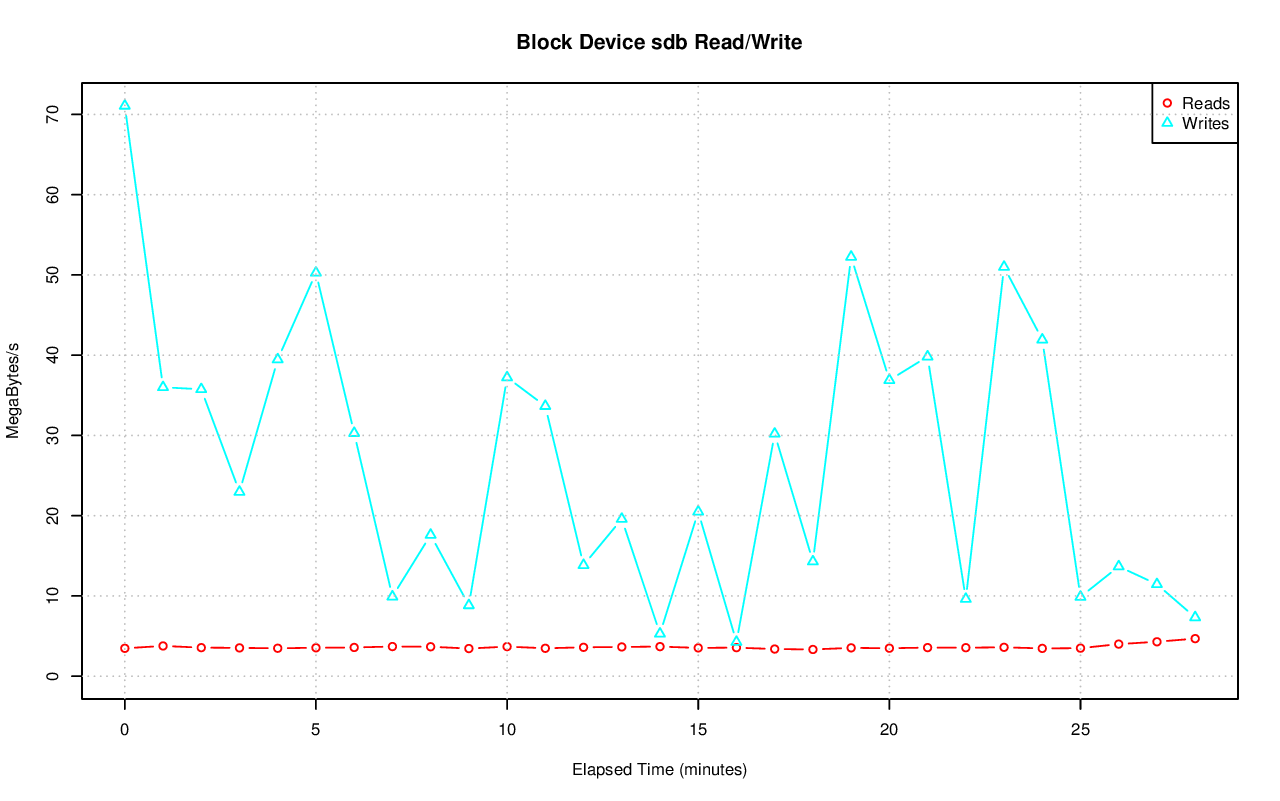 Block Device sdb Read/Write
Reads
Writes
70
60
50
40
30
20
10
0
MegaBytes/s
0 5 10 15 20 25
Elapsed Time (minutes)